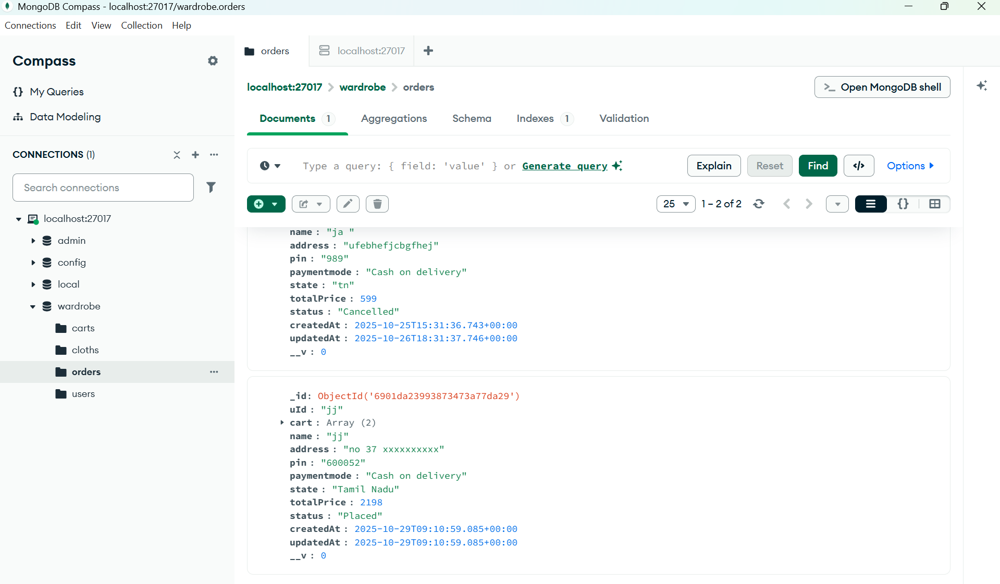 MongoDB Compass - localhost:27017/wardrobe.orders
Connections Edit View Collection Help
Compass
My Queries
Data Modeling
CONNECTIONS (1)
Search connections
localhost:27017
admin
config
local
wardrobe
carts
cloths
orders
users
orders localhost:27017
localhost:27017 > wardrobe > orders
>_ Open MongoDB shell
Documents 1 Aggregations Schema Indexes 1 Validation
Type a query: { field: 'value' } or Generate query
Explain Reset Find </> Options
25 1 – 2 of 2 {}
name : "ja "
address : "ufebhefjcbgfhej"
pin : "989"
paymentmode : "Cash on delivery"
state : "tn"
totalPrice : 599
status : "Cancelled"
createdAt : 2025-10-25T15:31:36.743+00:00
updatedAt : 2025-10-26T18:31:37.746+00:00
__v : 0
_id: ObjectId('6901da23993873473a77da29')
uId : "jj"
cart : Array (2)
name : "jj"
address : "no 37 xxxxxxxxxx"
pin : "600052"
paymentmode : "Cash on delivery"
state : "Tamil Nadu"
totalPrice : 2198
status : "Placed"
createdAt : 2025-10-29T09:10:59.085+00:00
updatedAt : 2025-10-29T09:10:59.085+00:00
__v : 0